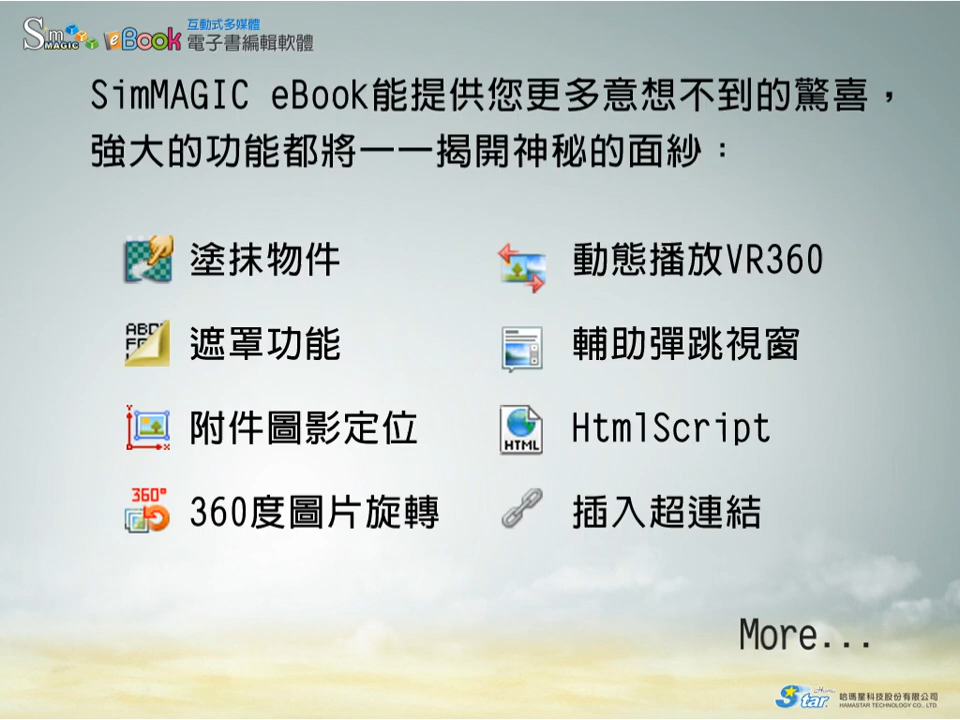 SimMAGIC eBook 互動式多媒體
電子書編輯軟體
SimMAGIC eBook能提供您更多意想不到的驚喜，
強大的功能都將一一揭開神秘的面紗：
塗抹物件
動態播放VR360
ABD
遮罩功能
輔助彈跳視窗
附件圖影定位
HTML
HtmlScript
360°
360度圖片旋轉
插入超連結
More...
Star 哈瑪星科技股份有限公司
HAMASTAR TECHNOLOGY CO., LTD.